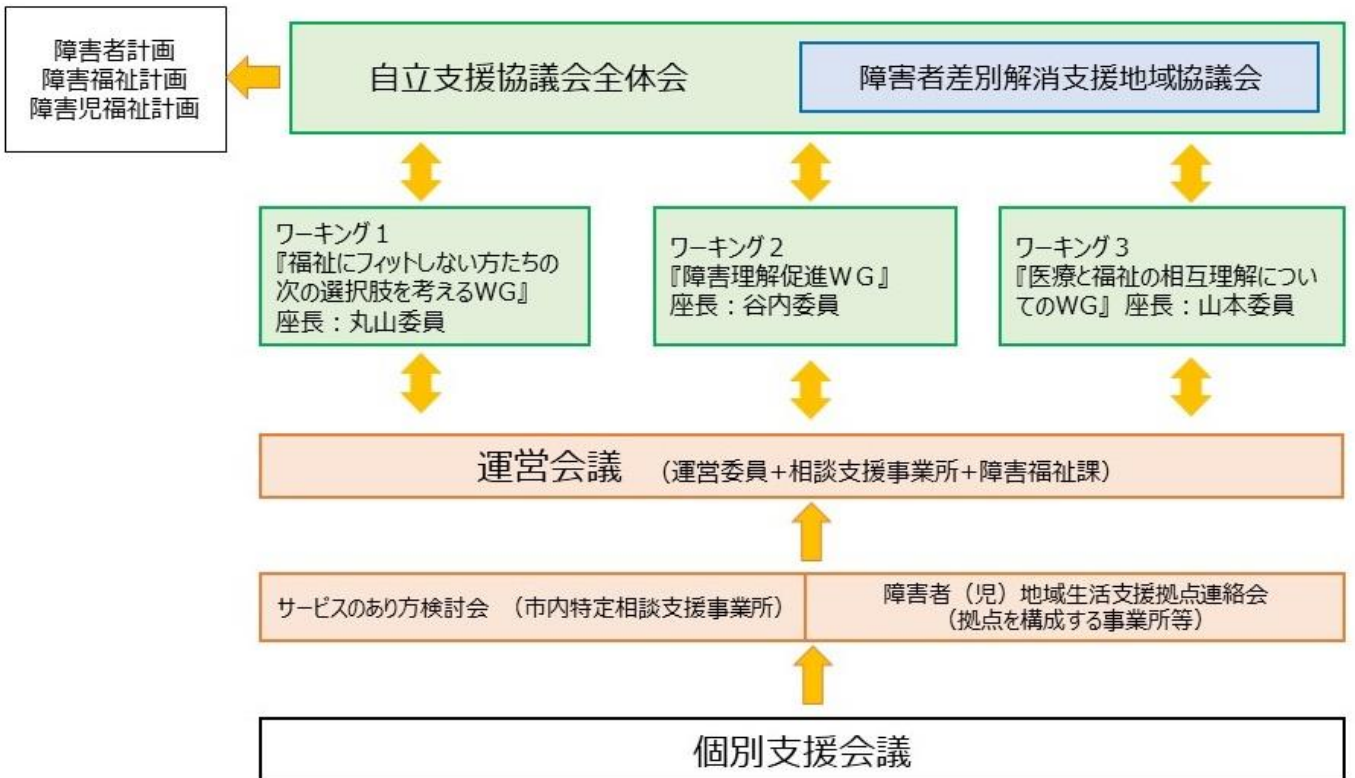 障害者計画
障害福祉計画
障害児福祉計画
自立支援協議会全体会
障害者差別解消支援地域協議会
ワーキング１
『福祉にフィットしない方たちの
次の選択肢を考えるWG』
座長：丸山委員
ワーキング２
『障害理解促進ＷＧ』
座長：谷内委員
ワーキング３
『医療と福祉の相互理解につい
てのWG』 座長：山本委員
運営会議 （運営委員＋相談支援事業所＋障害福祉課）
サービスのあり方検討会 （市内特定相談支援事業所）
障害者（児）地域生活支援拠点連絡会
（拠点を構成する事業所等）
個別支援会議